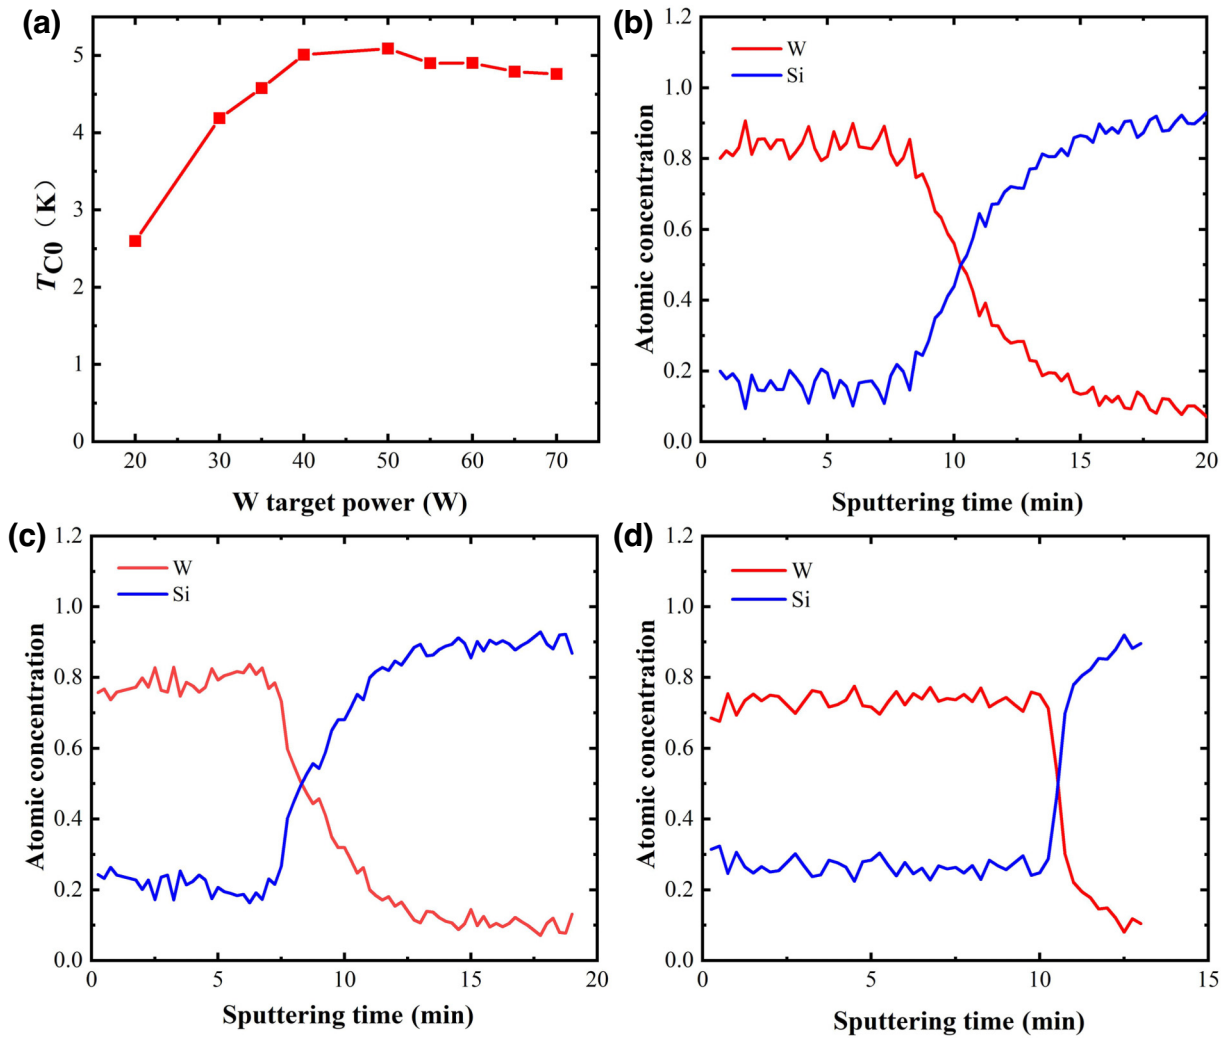 (a)
5
4
3
2
1
0
T_C0 （K）
20 30 40 50 60 70
W target power (W)
(b)
1.2
1.0
0.8
0.6
0.4
0.2
0.0
Atomic concentration
W
Si
0 5 10 15 20
Sputtering time (min)
(c)
1.2
1.0
0.8
0.6
0.4
0.2
0.0
Atomic concentration
W
Si
0 5 10 15 20
Sputtering time (min)
(d)
1.2
1.0
0.8
0.6
0.4
0.2
0.0
Atomic concentration
W
Si
0 5 10 15
Sputtering time (min)